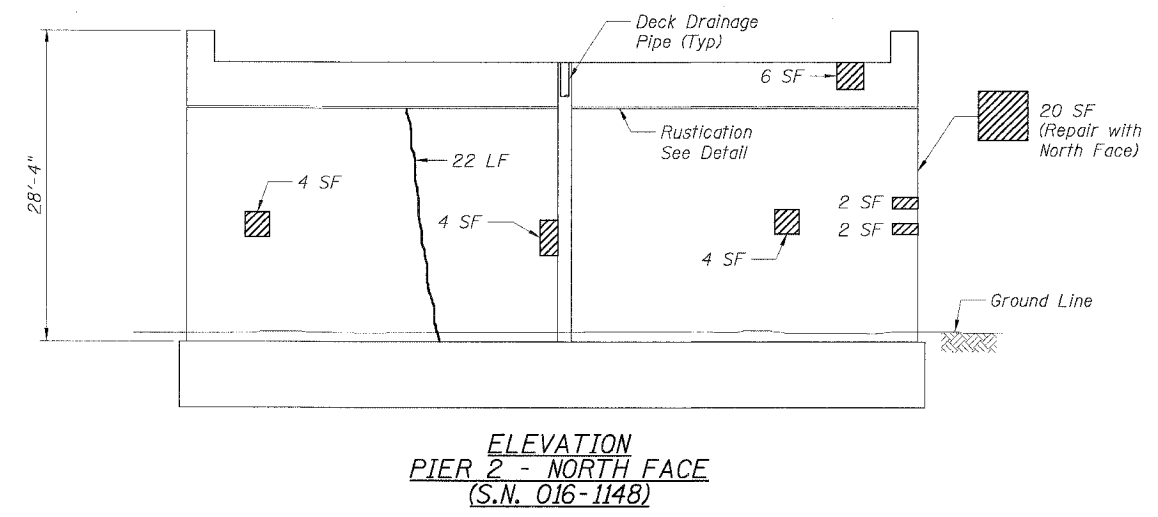 Deck Drainage
Pipe (Typ)
6 SF
20 SF
(Repair with
North Face)
Rustication
See Detail
28'-4"
22 LF
4 SF
4 SF
4 SF
2 SF
2 SF
Ground Line
ELEVATION
PIER 2 - NORTH FACE
(S.N. 016-1148)